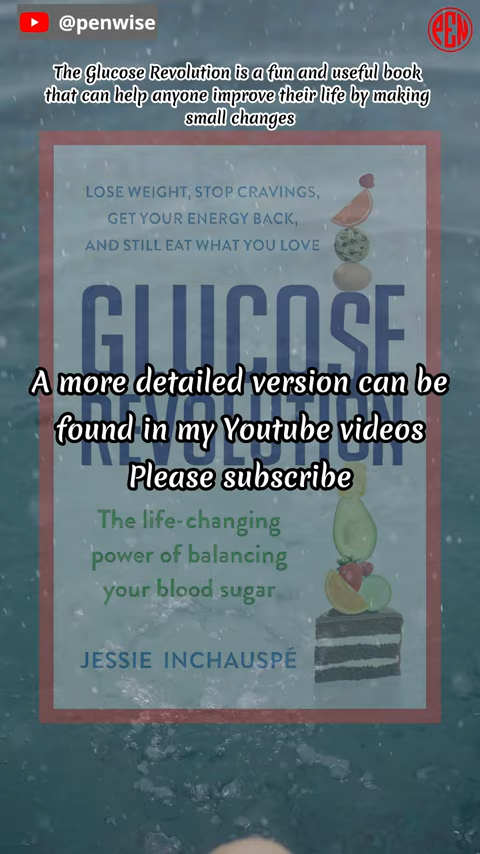 @penwise
PEN
The Glucose Revolution is a fun and useful book
that can help anyone improve their life by making
small changes
LOSE WEIGHT, STOP CRAVINGS,
GET YOUR ENERGY BACK,
AND STILL EAT WHAT YOU LOVE
GLUCOSE
A more detailed version can be
REVOLUTION
found in my Youtube videos
Please subscribe
The life-changing
power of balancing
your blood sugar
JESSIE INCHAUSPÉ